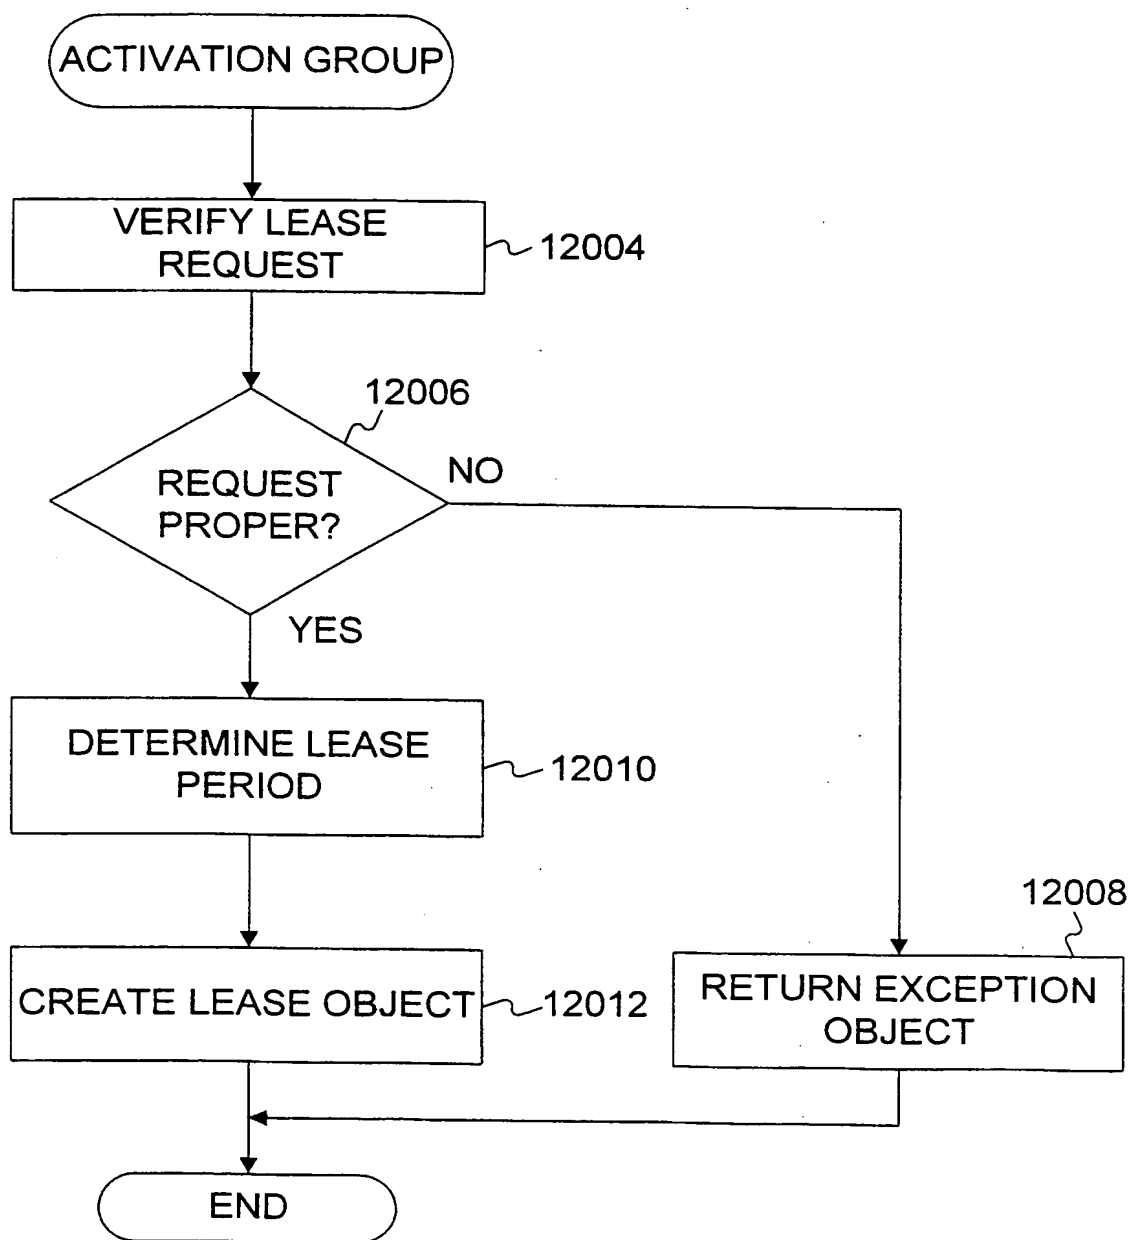 ACTIVATION GROUP
VERIFY LEASE
REQUEST
12004
12006
REQUEST
PROPER?
NO
YES
DETERMINE LEASE
PERIOD
12010
12008
CREATE LEASE OBJECT
12012
RETURN EXCEPTION
OBJECT
END